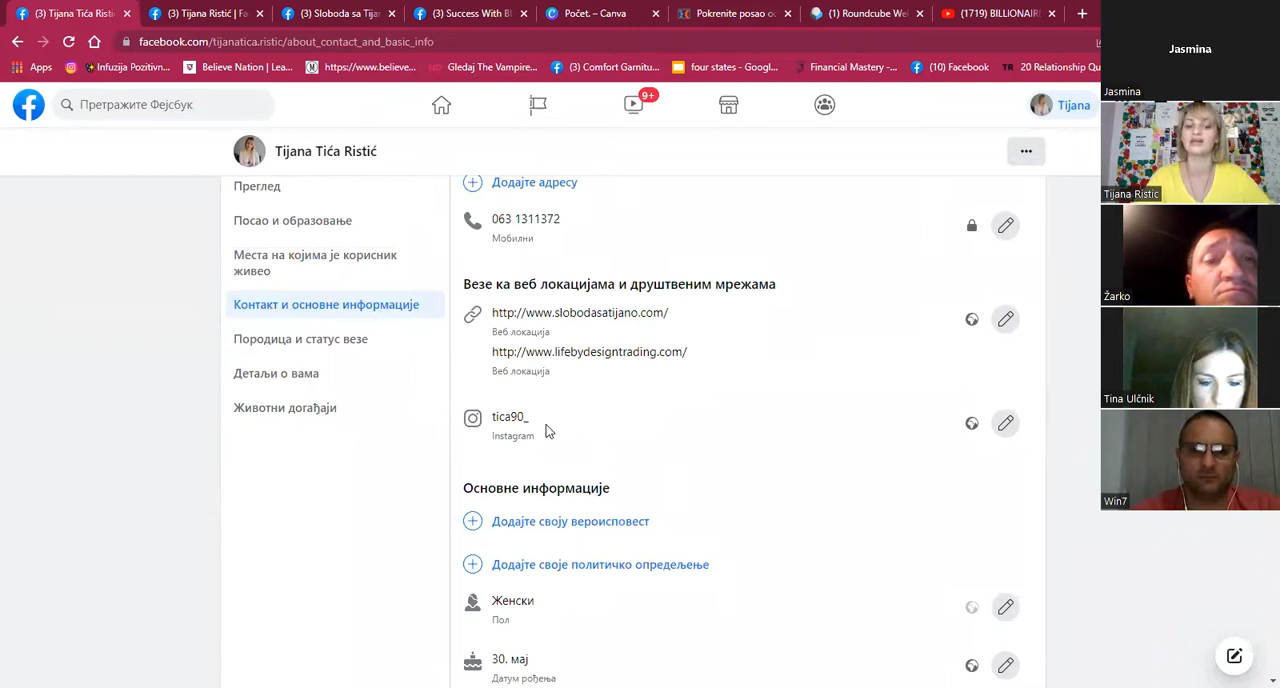 (3) Tijana Tića Risti
(3) Tijana Ristić | Fa
(3) Sloboda sa Tijan
(3) Success With Bl
Počet. – Canva
Pokrenite posao od
(1) Roundcube We
(1719) BILLIONAIR
facebook.com/tijanatica.ristic/about_contact_and_basic_info
Apps
Infuzija Pozitivn...
Believe Nation | Lea...
https://www.believe...
Gledaj The Vampire...
(3) Comfort Garnitu...
four states - Googl...
Financial Mastery -...
(10) Facebook
20 Relationship Qu
Претражите Фејсбук
9+
Tijana
Tijana Tića Ristić
Преглед
Посао и образовање
Места на којима је корисник
живео
Контакт и основне информације
Породица и статус везе
Детаљи о вама
Животни догађаји
Додајте адресу
063 1311372
Мобилни
Везе ка веб локацијама и друштвеним мрежама
http://www.slobodasatijano.com/
Веб локација
http://www.lifebydesigntrading.com/
Веб локација
tica90_
Instagram
Основне информације
Додајте своју вероисповест
Додајте своје политичко опредељење
Женски
Пол
30. мај
Датум рођења
Jasmina
Jasmina
Tijana Ristic
Žarko
Tina Ulčnik
Win7